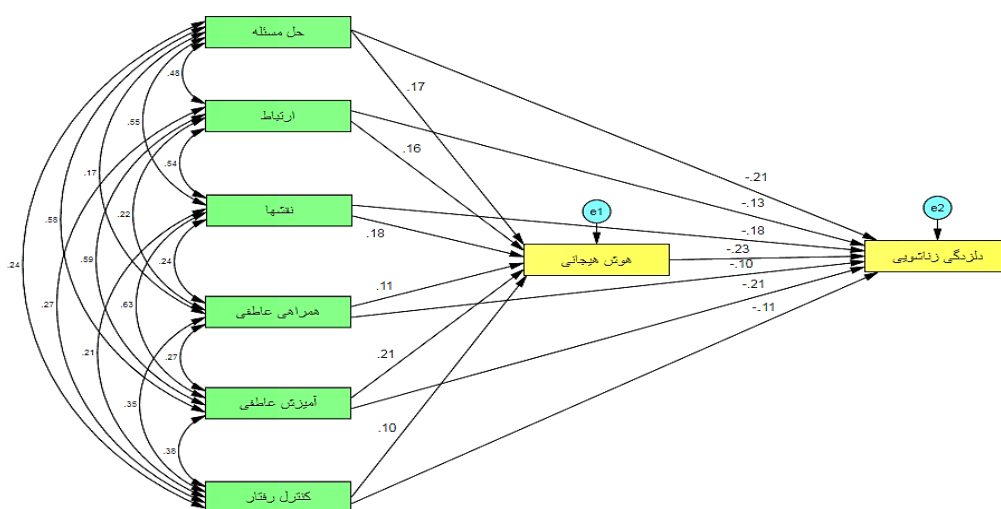 حل مسئله
.48
.17
-.21
.55
ارتباط
.16
.54
.17
-.13
.58
.22
نقشها
.18
-.18
e1
e2
.59
.24
.24
هوش هیجانی
-.23
دلزدگی زناشویی
-.10
.27
.63
.11
همراهی عاطفی
-.21
-.11
.21
.27
.21
.35
آمیزش عاطفی
.10
.38
کنترل رفتار